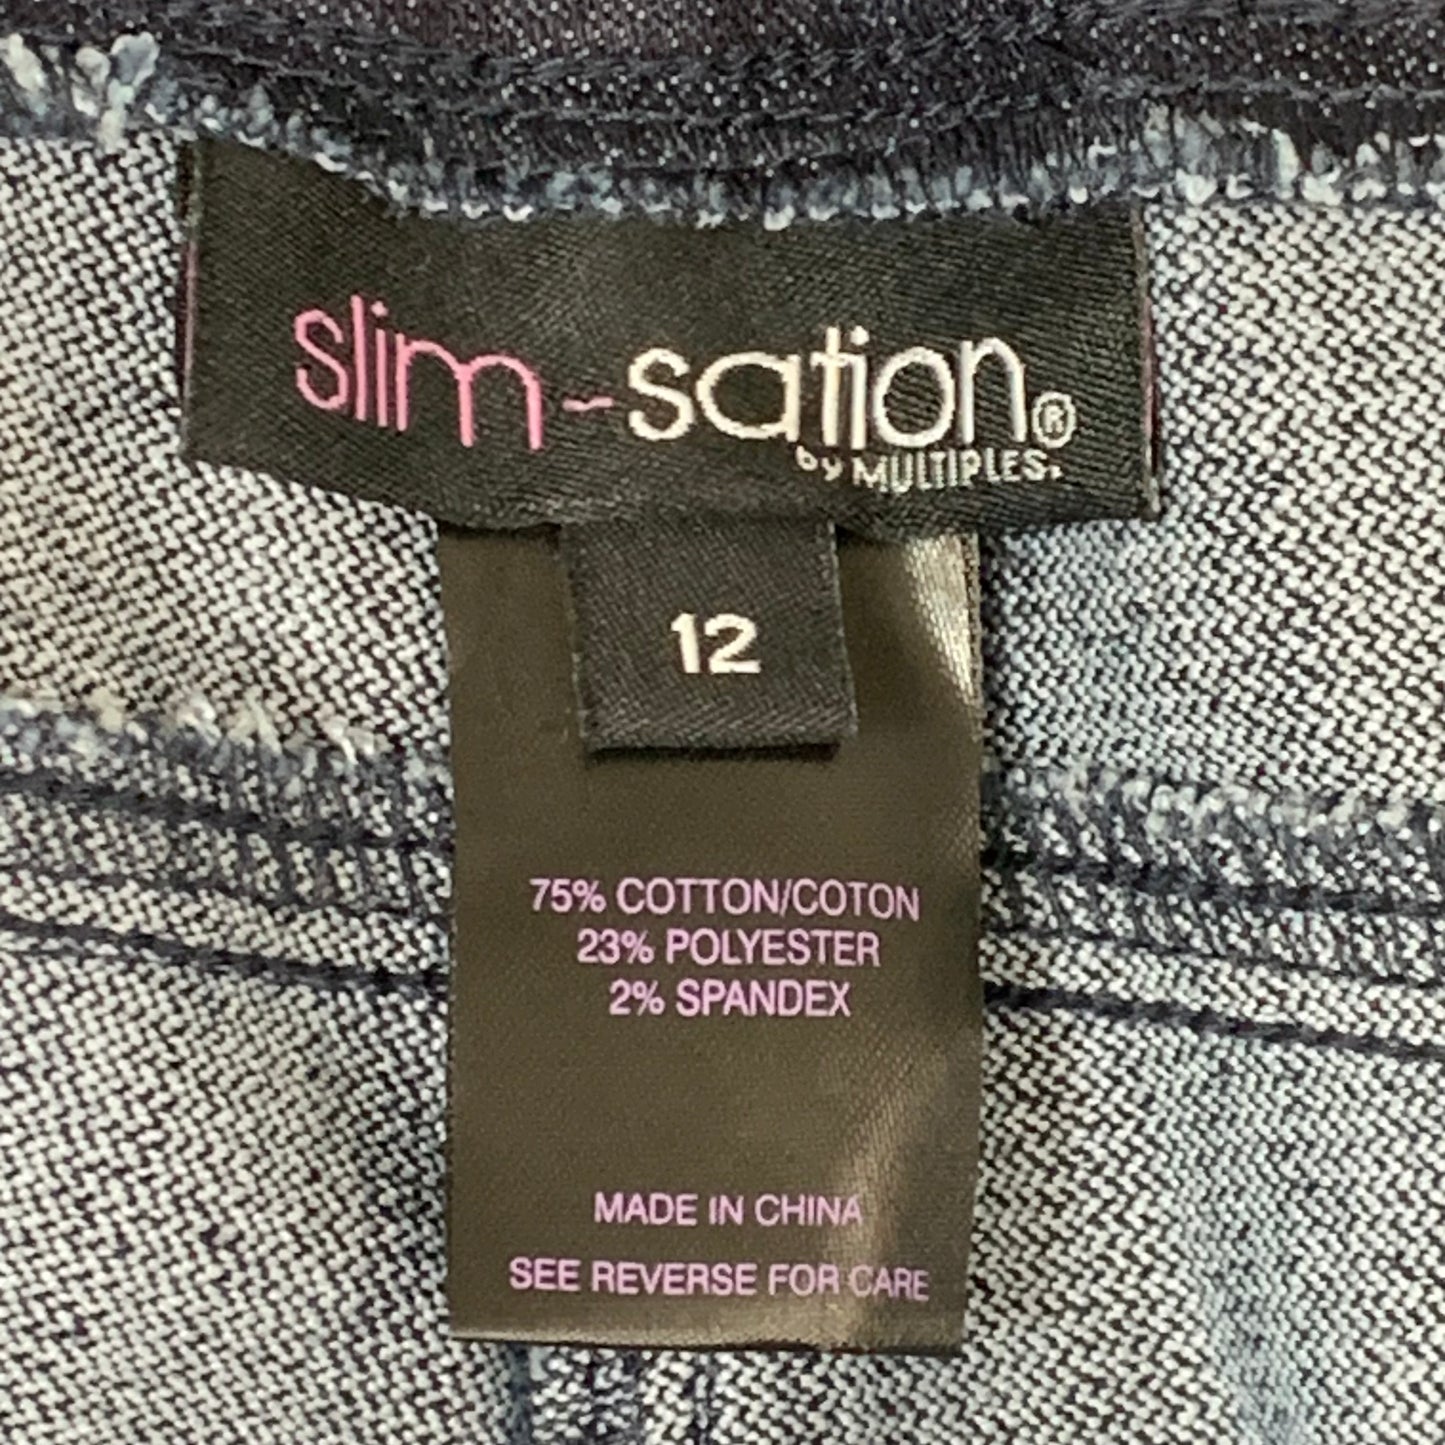 slim-sation®
by MULTIPLES.
12
75% COTTON/COTON
23% POLYESTER
2% SPANDEX
MADE IN CHINA
SEE REVERSE FOR CARE